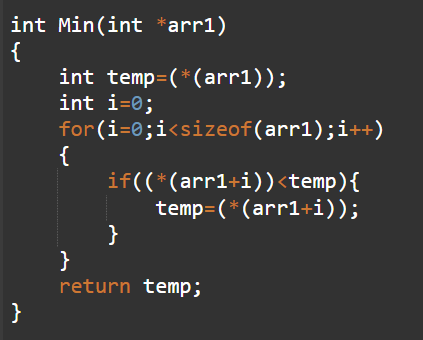 int Min(int *arr1)
{
    int temp=(*(arr1));
    int i=0;
    for(i=0;i<sizeof(arr1);i++)
    {
        if((*(arr1+i))<temp){
            temp=(*(arr1+i));
        }
    }
    return temp;
}